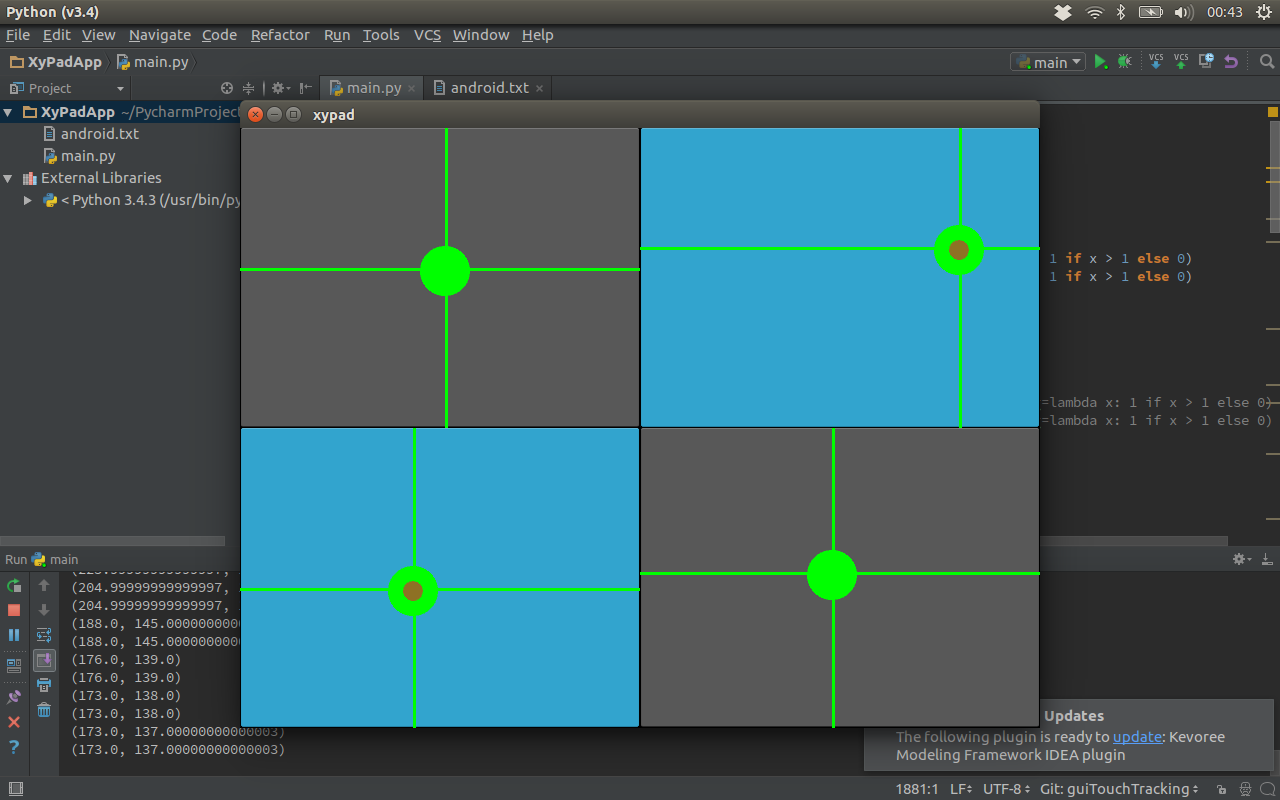 Python (v3.4)
00:43
File Edit View Navigate Code Refactor Run Tools VCS Window Help
XyPadApp main.py
main
VCS VCS
Project
main.py
android.txt
XyPadApp ~/PycharmProject
xypad
android.txt
main.py
External Libraries
< Python 3.4.3 (/usr/bin/py
1 if x > 1 else 0)
1 if x > 1 else 0)
=lambda x: 1 if x > 1 else 0)
=lambda x: 1 if x > 1 else 0)
Run main
(204.99999999999997,
(204.99999999999997,
(188.0, 145.0000000000
(188.0, 145.0000000000
(176.0, 139.0)
(176.0, 139.0)
(173.0, 138.0)
(173.0, 138.0)
(173.0, 137.00000000000003)
(173.0, 137.00000000000003)
Updates
The following plugin is ready to update: Kevoree
Modeling Framework IDEA plugin
1881:1 LF UTF-8 Git: guiTouchTracking